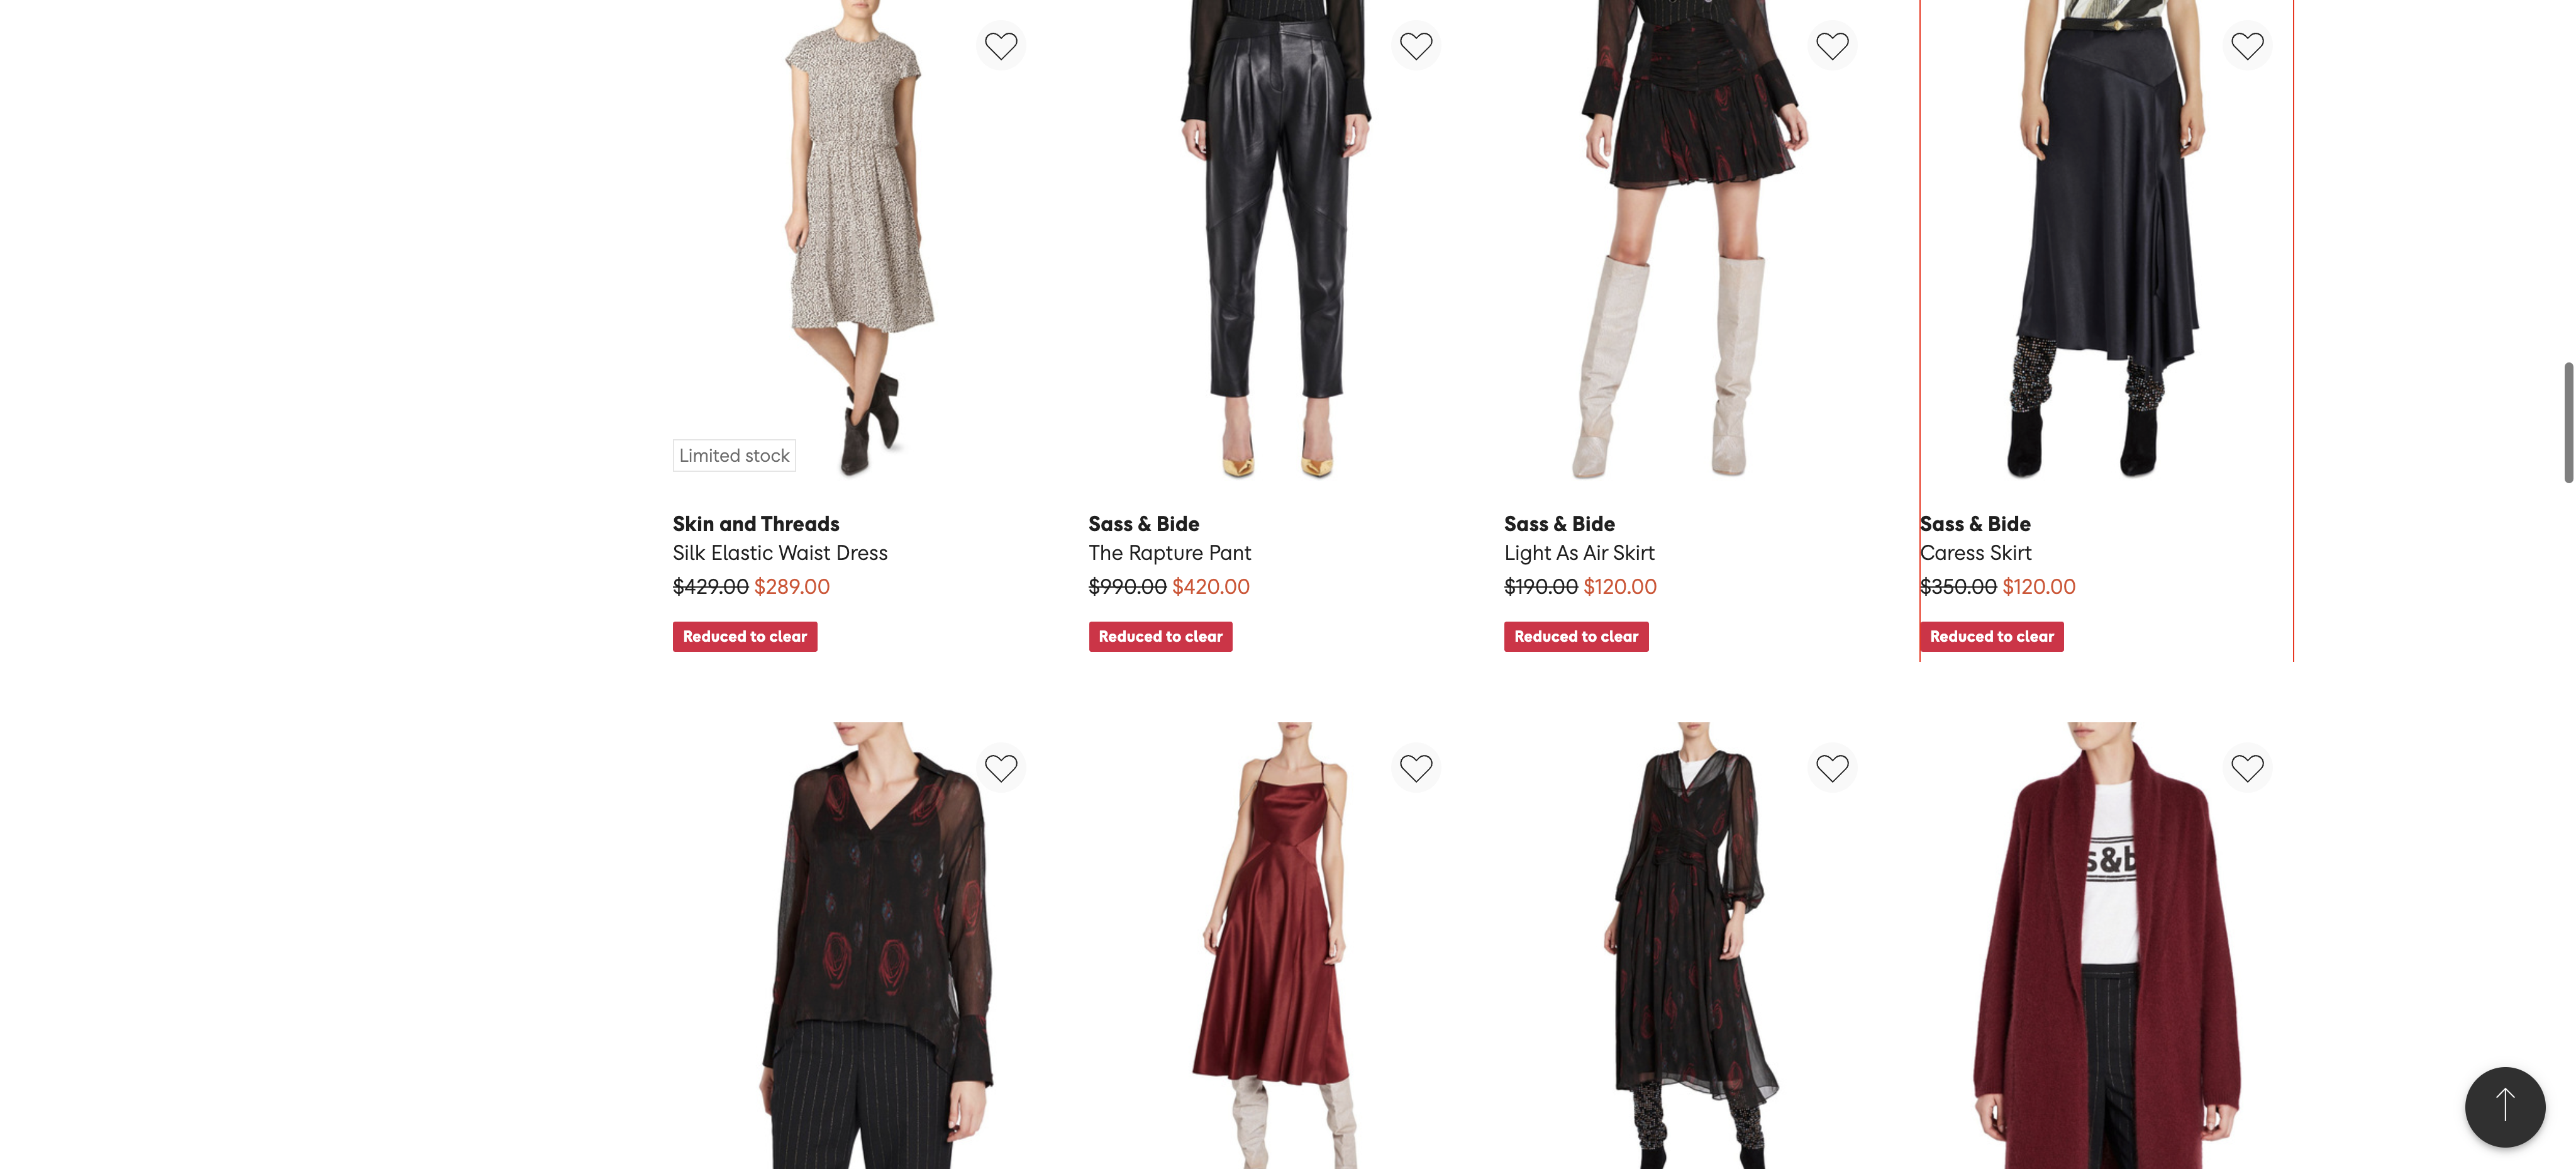 Limited stock
Skin and Threads
Silk Elastic Waist Dress
$429.00 $289.00
Reduced to clear
Sass & Bide
The Rapture Pant
$990.00 $420.00
Reduced to clear
Sass & Bide
Light As Air Skirt
$190.00 $120.00
Reduced to clear
Sass & Bide
Caress Skirt
$350.00 $120.00
Reduced to clear
s&b